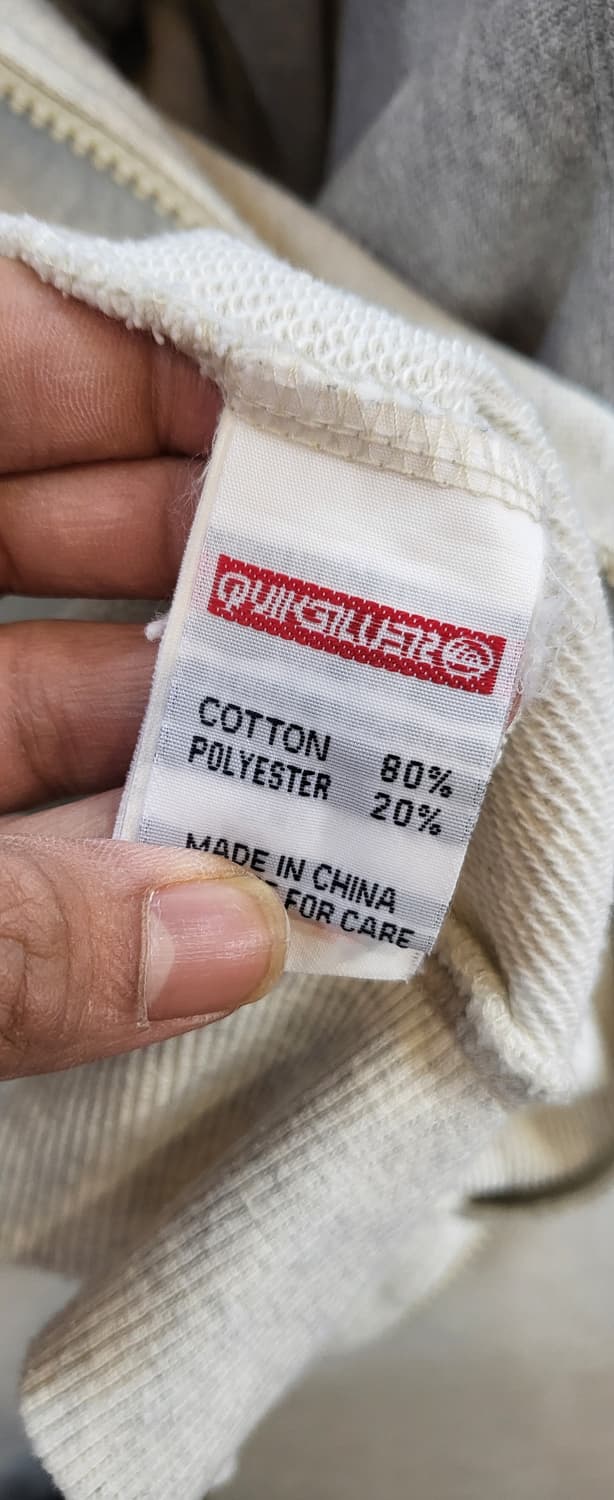 QUIKSILVER
COTTON 80%
POLYESTER 20%
MADE IN CHINA
FOR CARE